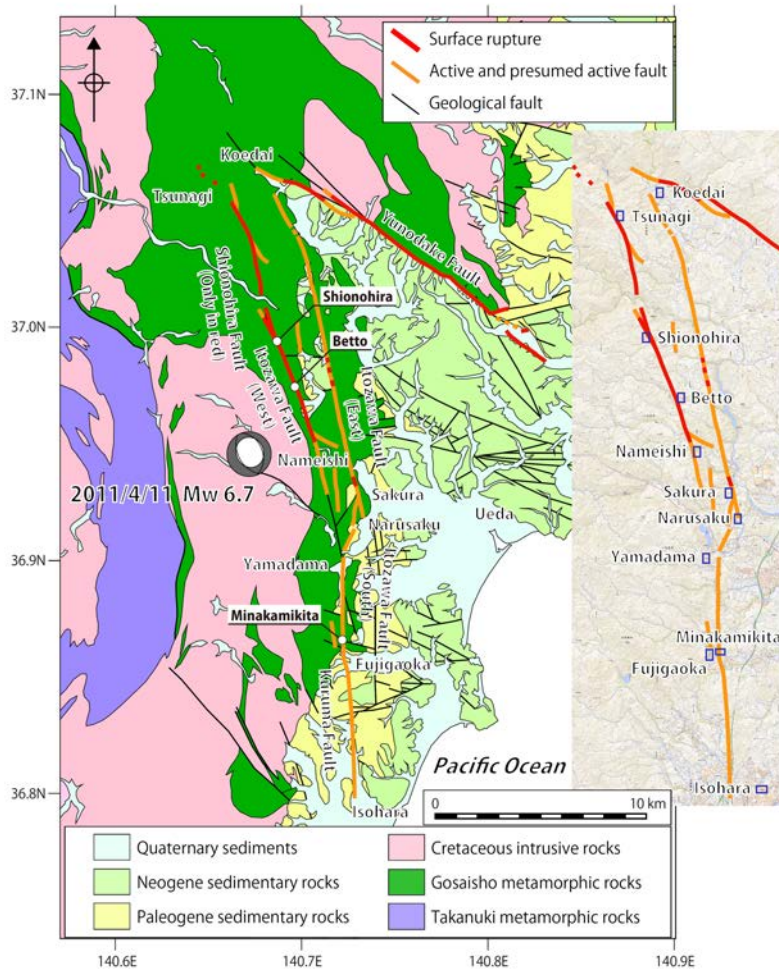 Surface rupture
Active and presumed active fault
Geological fault
37.1N
37.0N
36.9N
36.8N
Koedai
Tsunagi
Yunodake Fault
Shionohira Fault
(Only in red)
Shionohira
Betto
Itozawa Fault
(West)
Itozawa Fault
(East)
Nameishi
2011/4/11 Mw 6.7
Sakura
Narusaku
Ueda
Yamadama
Itozawa Fault
(South)
Minakamikita
Fujigaoka
Kuruma Fault
Isohara
Pacific Ocean
0 10 km
Koedai
Tsunagi
Shionohira
Betto
Nameishi
Sakura
Narusaku
Yamadama
Minakamikita
Fujigaoka
Isohara
Quaternary sediments
Neogene sedimentary rocks
Paleogene sedimentary rocks
Cretaceous intrusive rocks
Gosaisho metamorphic rocks
Takanuki metamorphic rocks
140.6E 140.7E 140.8E 140.9E